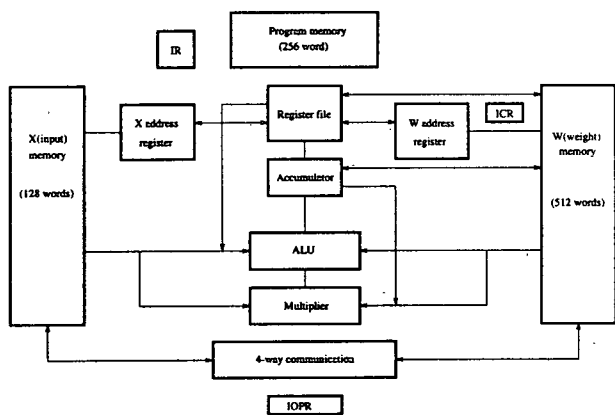 Program memory
(256 word)
IR
X(input)
memory
(128 words)
X address
register
Register file
W address
register
ICR
W(weight)
memory
(512 words)
Accumulator
ALU
Multiplier
4-way communication
IOPR